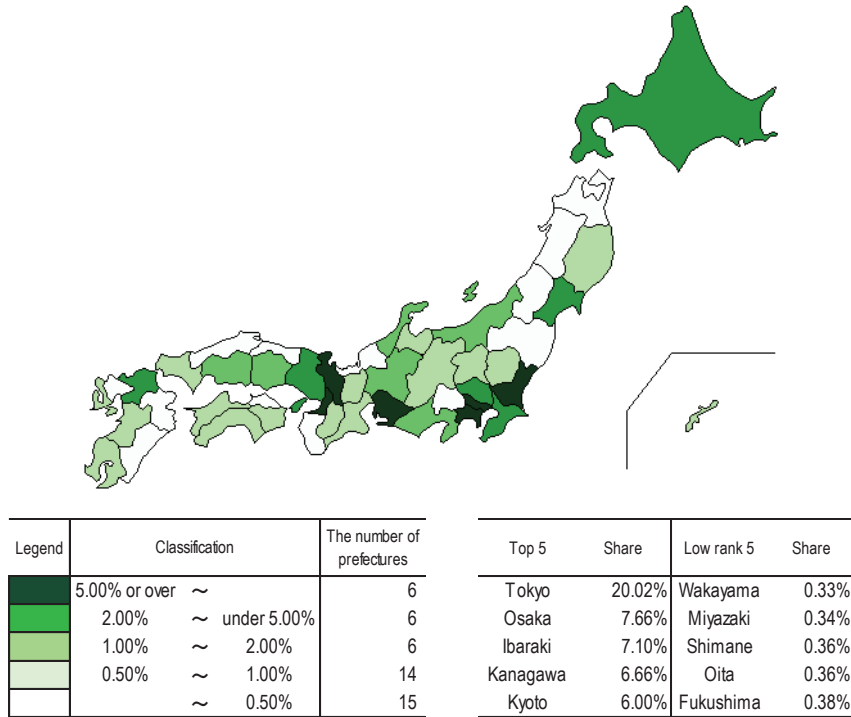 Legend Classification The number of prefectures
5.00% or over ～ 6
2.00% ～ under 5.00% 6
1.00% ～ 2.00% 6
0.50% ～ 1.00% 14
～ 0.50% 15
Top 5 Share Low rank 5 Share
Tokyo 20.02% Wakayama 0.33%
Osaka 7.66% Miyazaki 0.34%
Ibaraki 7.10% Shimane 0.36%
Kanagawa 6.66% Oita 0.36%
Kyoto 6.00% Fukushima 0.38%